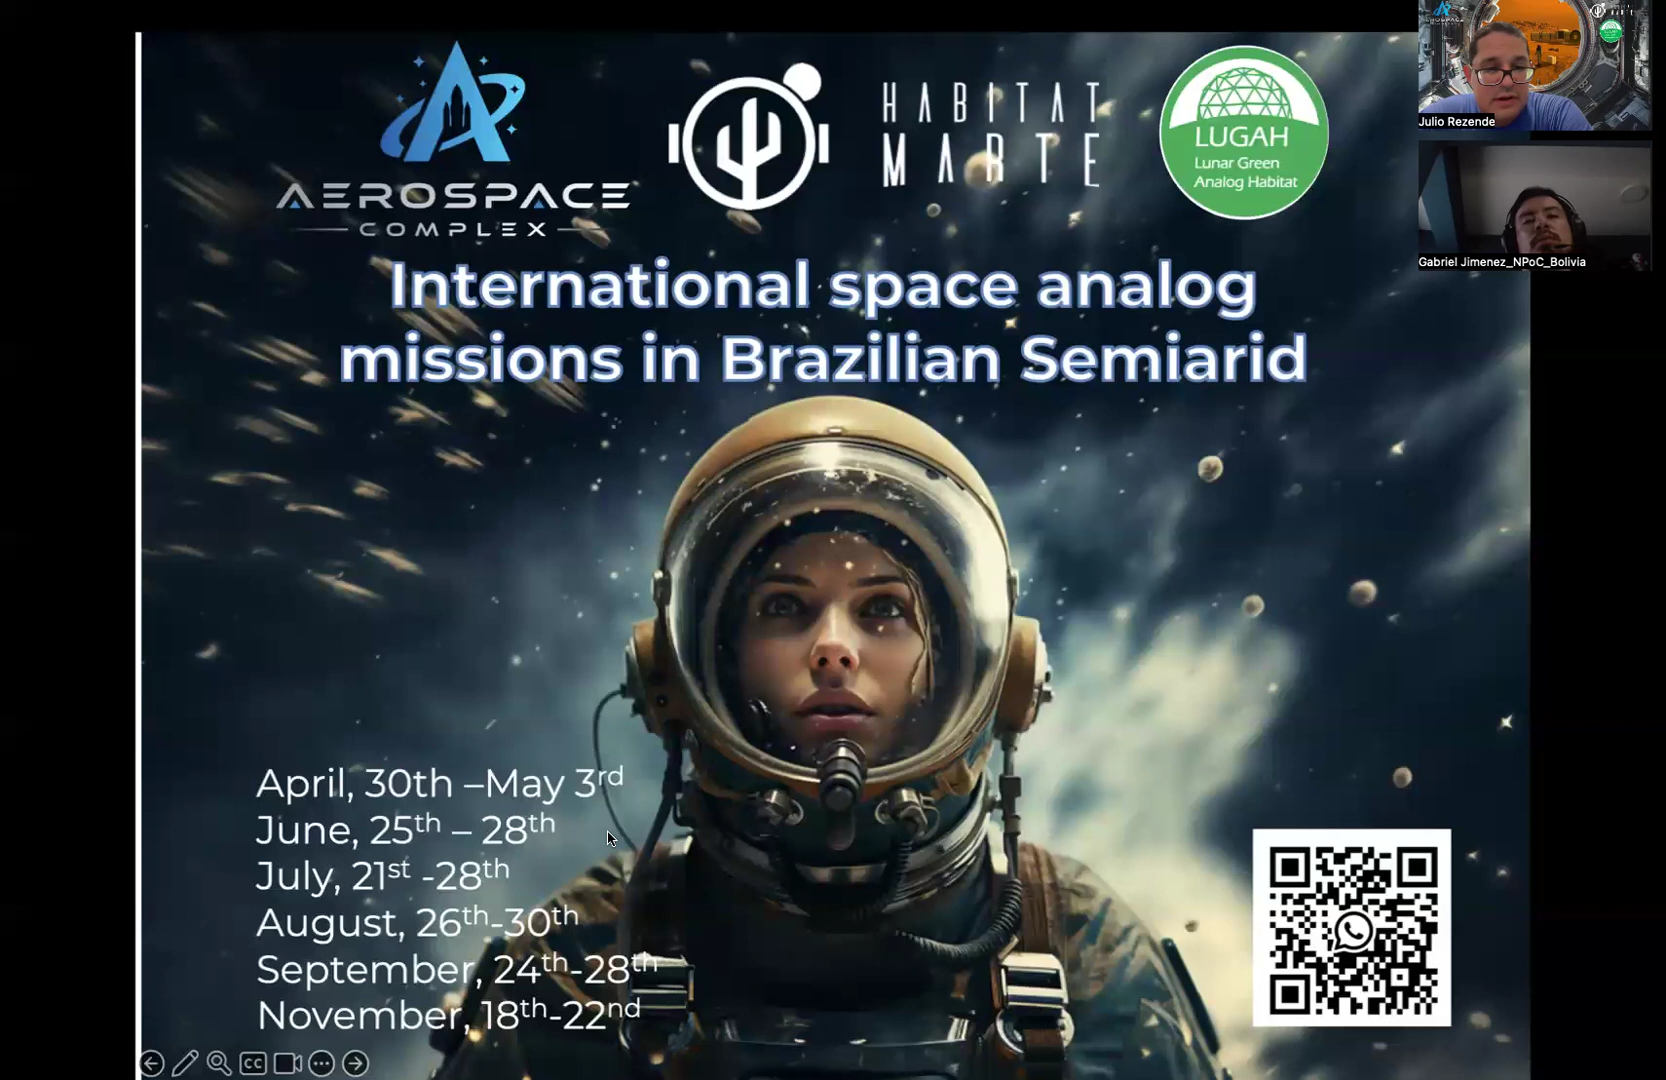 AEROSPACE
COMPLEX
HABITAT
MARTE
LUGAH
Lunar Green
Analog Habitat
International space analog
missions in Brazilian Semiarid
April, 30th –May 3rd
June, 25th – 28th
July, 21st -28th
August, 26th-30th
September, 24th-28th
November, 18th-22nd
Julio Rezende
Gabriel Jimenez_NPoC_Bolivia
CC